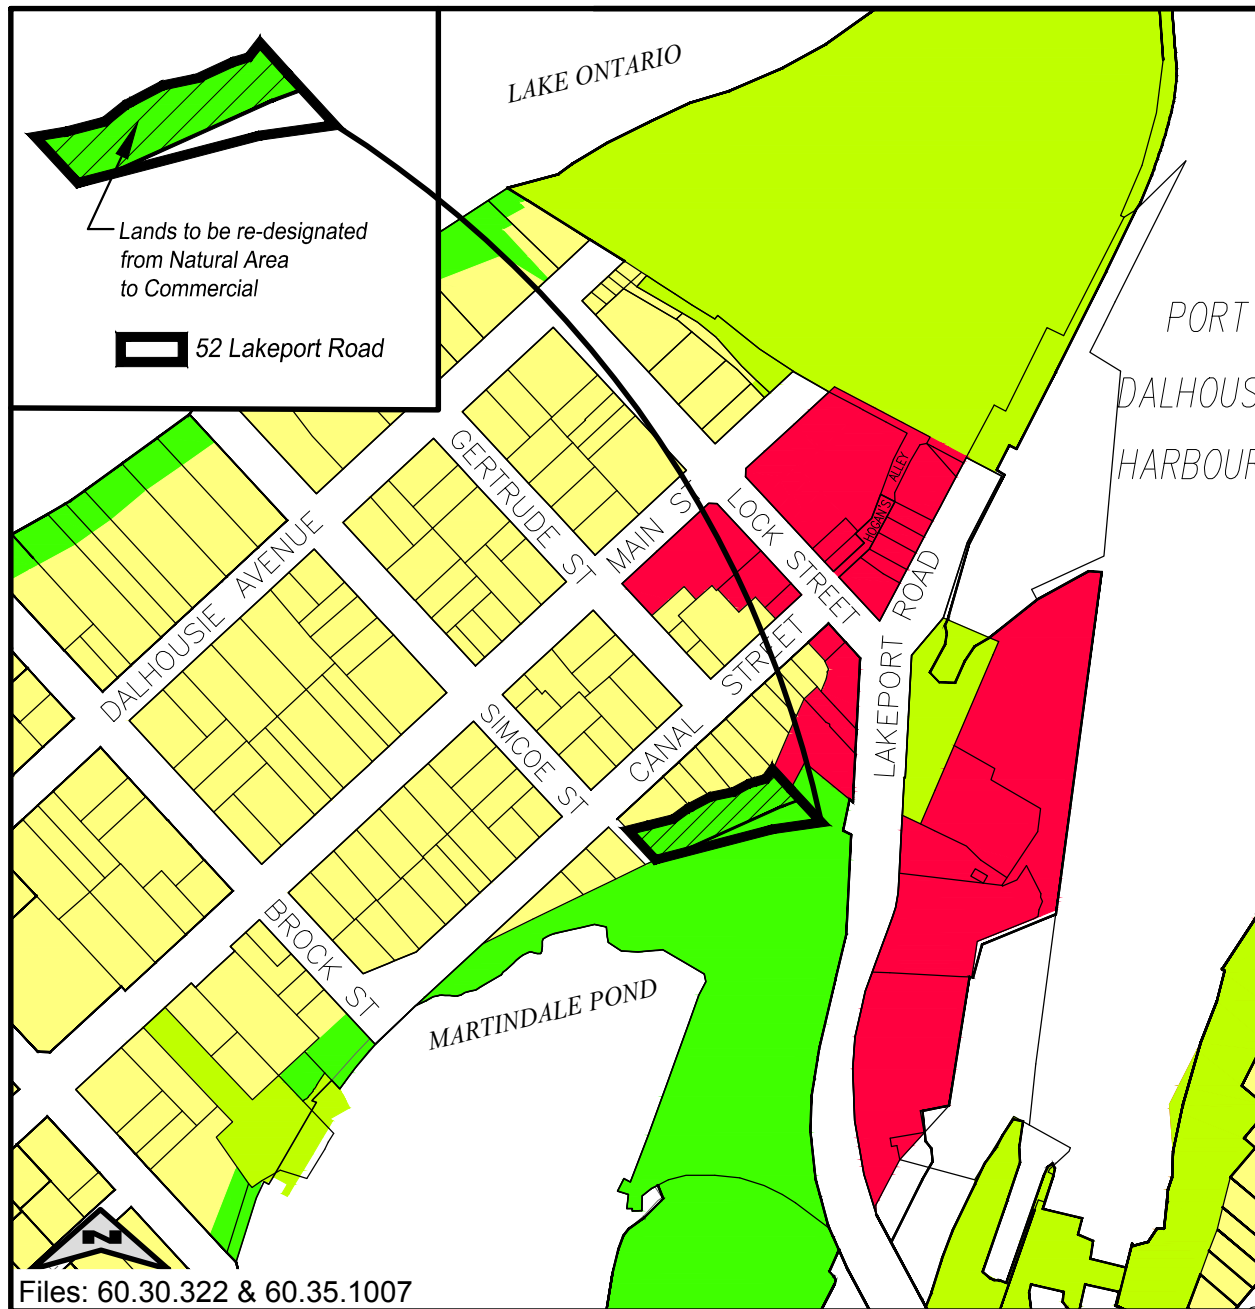 LAKE ONTARIO
Lands to be re-designated
from Natural Area
to Commercial
52 Lakeport Road
PORT
DALHOUS
HARBOUR
GERTRUDE ST
MAIN ST
LOCK STREET
HOGAN'S ALLEY
LAKEPORT ROAD
DALHOUSIE AVENUE
CANAL STREET
SIMCOE ST
BROCK ST
MARTINDALE POND
N
Files: 60.30.322 & 60.35.1007